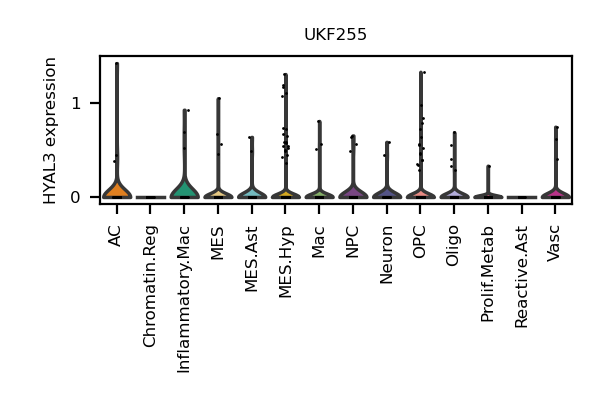 UKF255
HYAL3 expression
1
0
AC
Chromatin.Reg
Inflammatory.Mac
MES
MES.Ast
MES.Hyp
Mac
NPC
Neuron
OPC
Oligo
Prolif.Metab
Reactive.Ast
Vasc